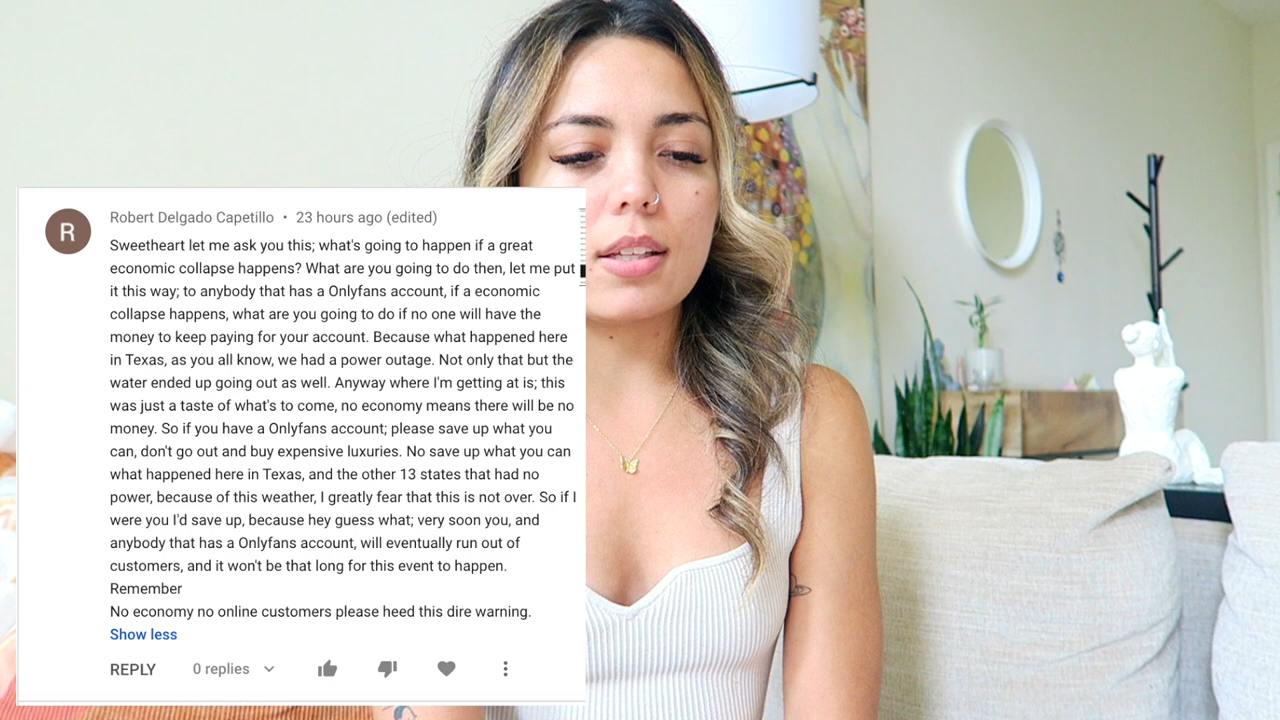 R
Robert Delgado Capetillo • 23 hours ago (edited)
Sweetheart let me ask you this; what's going to happen if a great
economic collapse happens? What are you going to do then, let me put
it this way; to anybody that has a Onlyfans account, if a economic
collapse happens, what are you going to do if no one will have the
money to keep paying for your account. Because what happened here
in Texas, as you all know, we had a power outage. Not only that but the
water ended up going out as well. Anyway where I'm getting at is; this
was just a taste of what's to come, no economy means there will be no
money. So if you have a Onlyfans account; please save up what you
can, don't go out and buy expensive luxuries. No save up what you can
what happened here in Texas, and the other 13 states that had no
power, because of this weather, I greatly fear that this is not over. So if I
were you I'd save up, because hey guess what; very soon you, and
anybody that has a Onlyfans account, will eventually run out of
customers, and it won't be that long for this event to happen.
Remember
No economy no online customers please heed this dire warning.
Show less
REPLY 0 replies